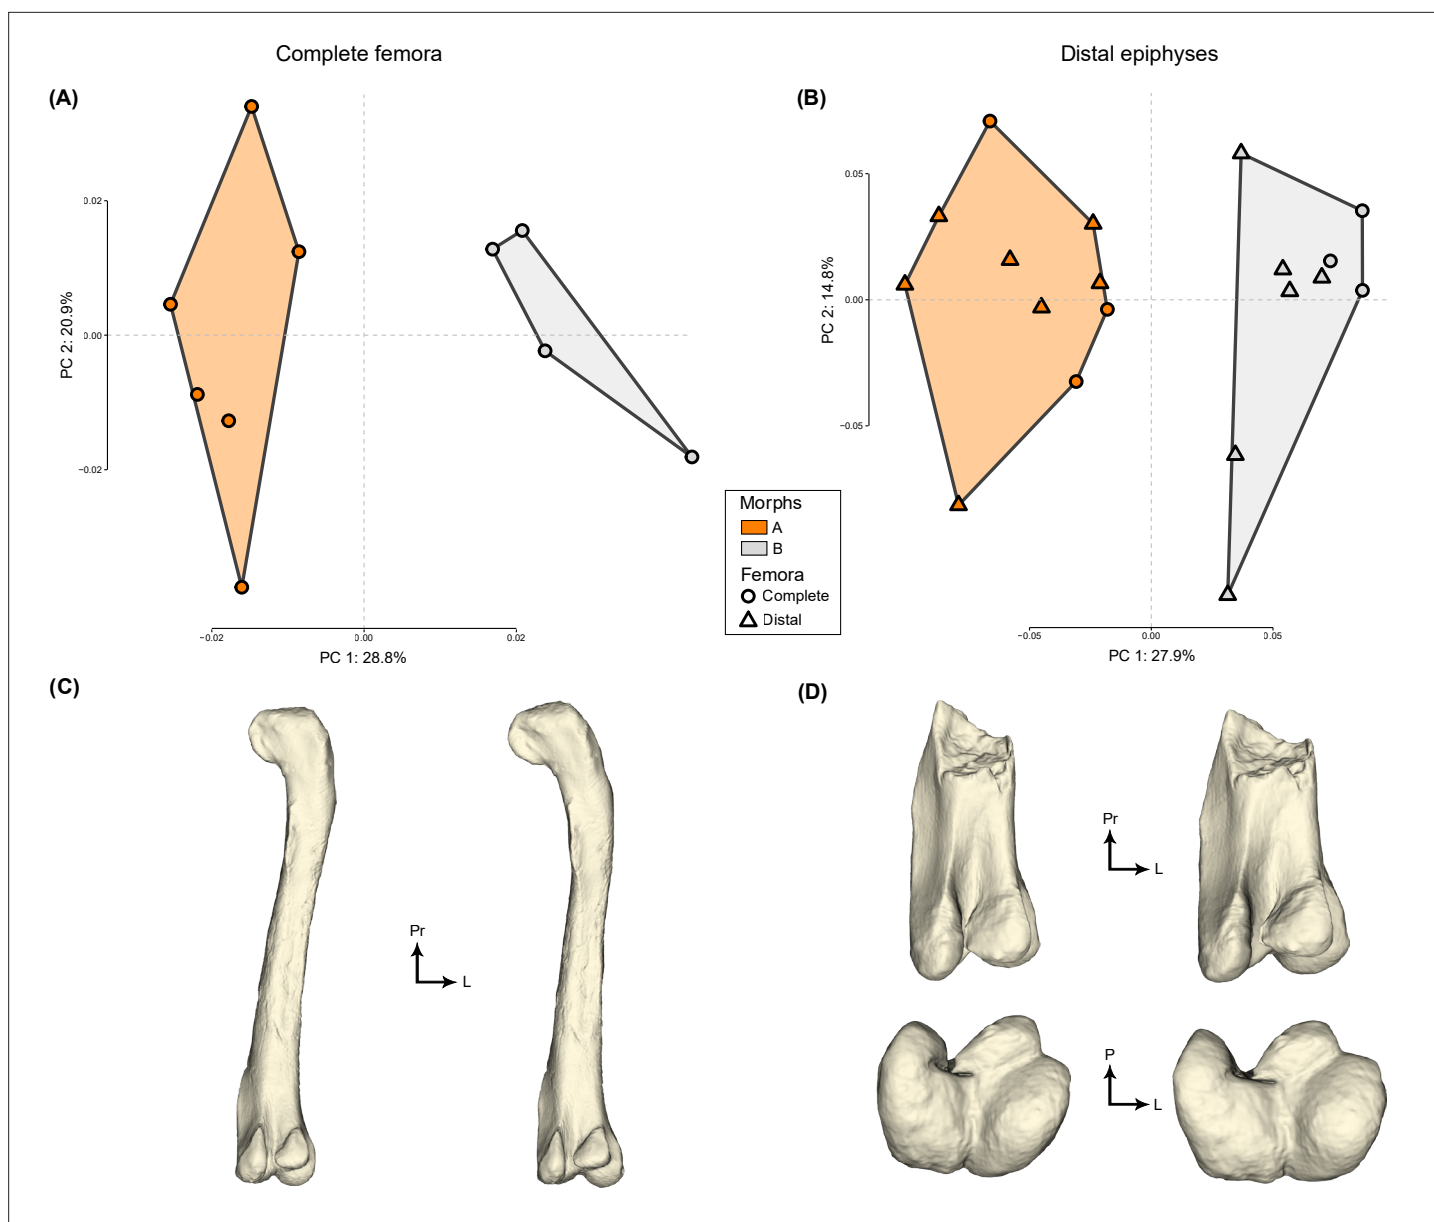 Complete femora
Distal epiphyses
(A)
(B)
0.02
0.00
−0.02
PC 2: 20.9%
−0.02
0.00
0.02
PC 1: 28.8%
0.05
0.00
−0.05
PC 2: 14.8%
−0.05
0.00
0.05
PC 1: 27.9%
Morphs
A
B
Femora
Complete
Distal
(C)
(D)
Pr
L
Pr
L
P
L